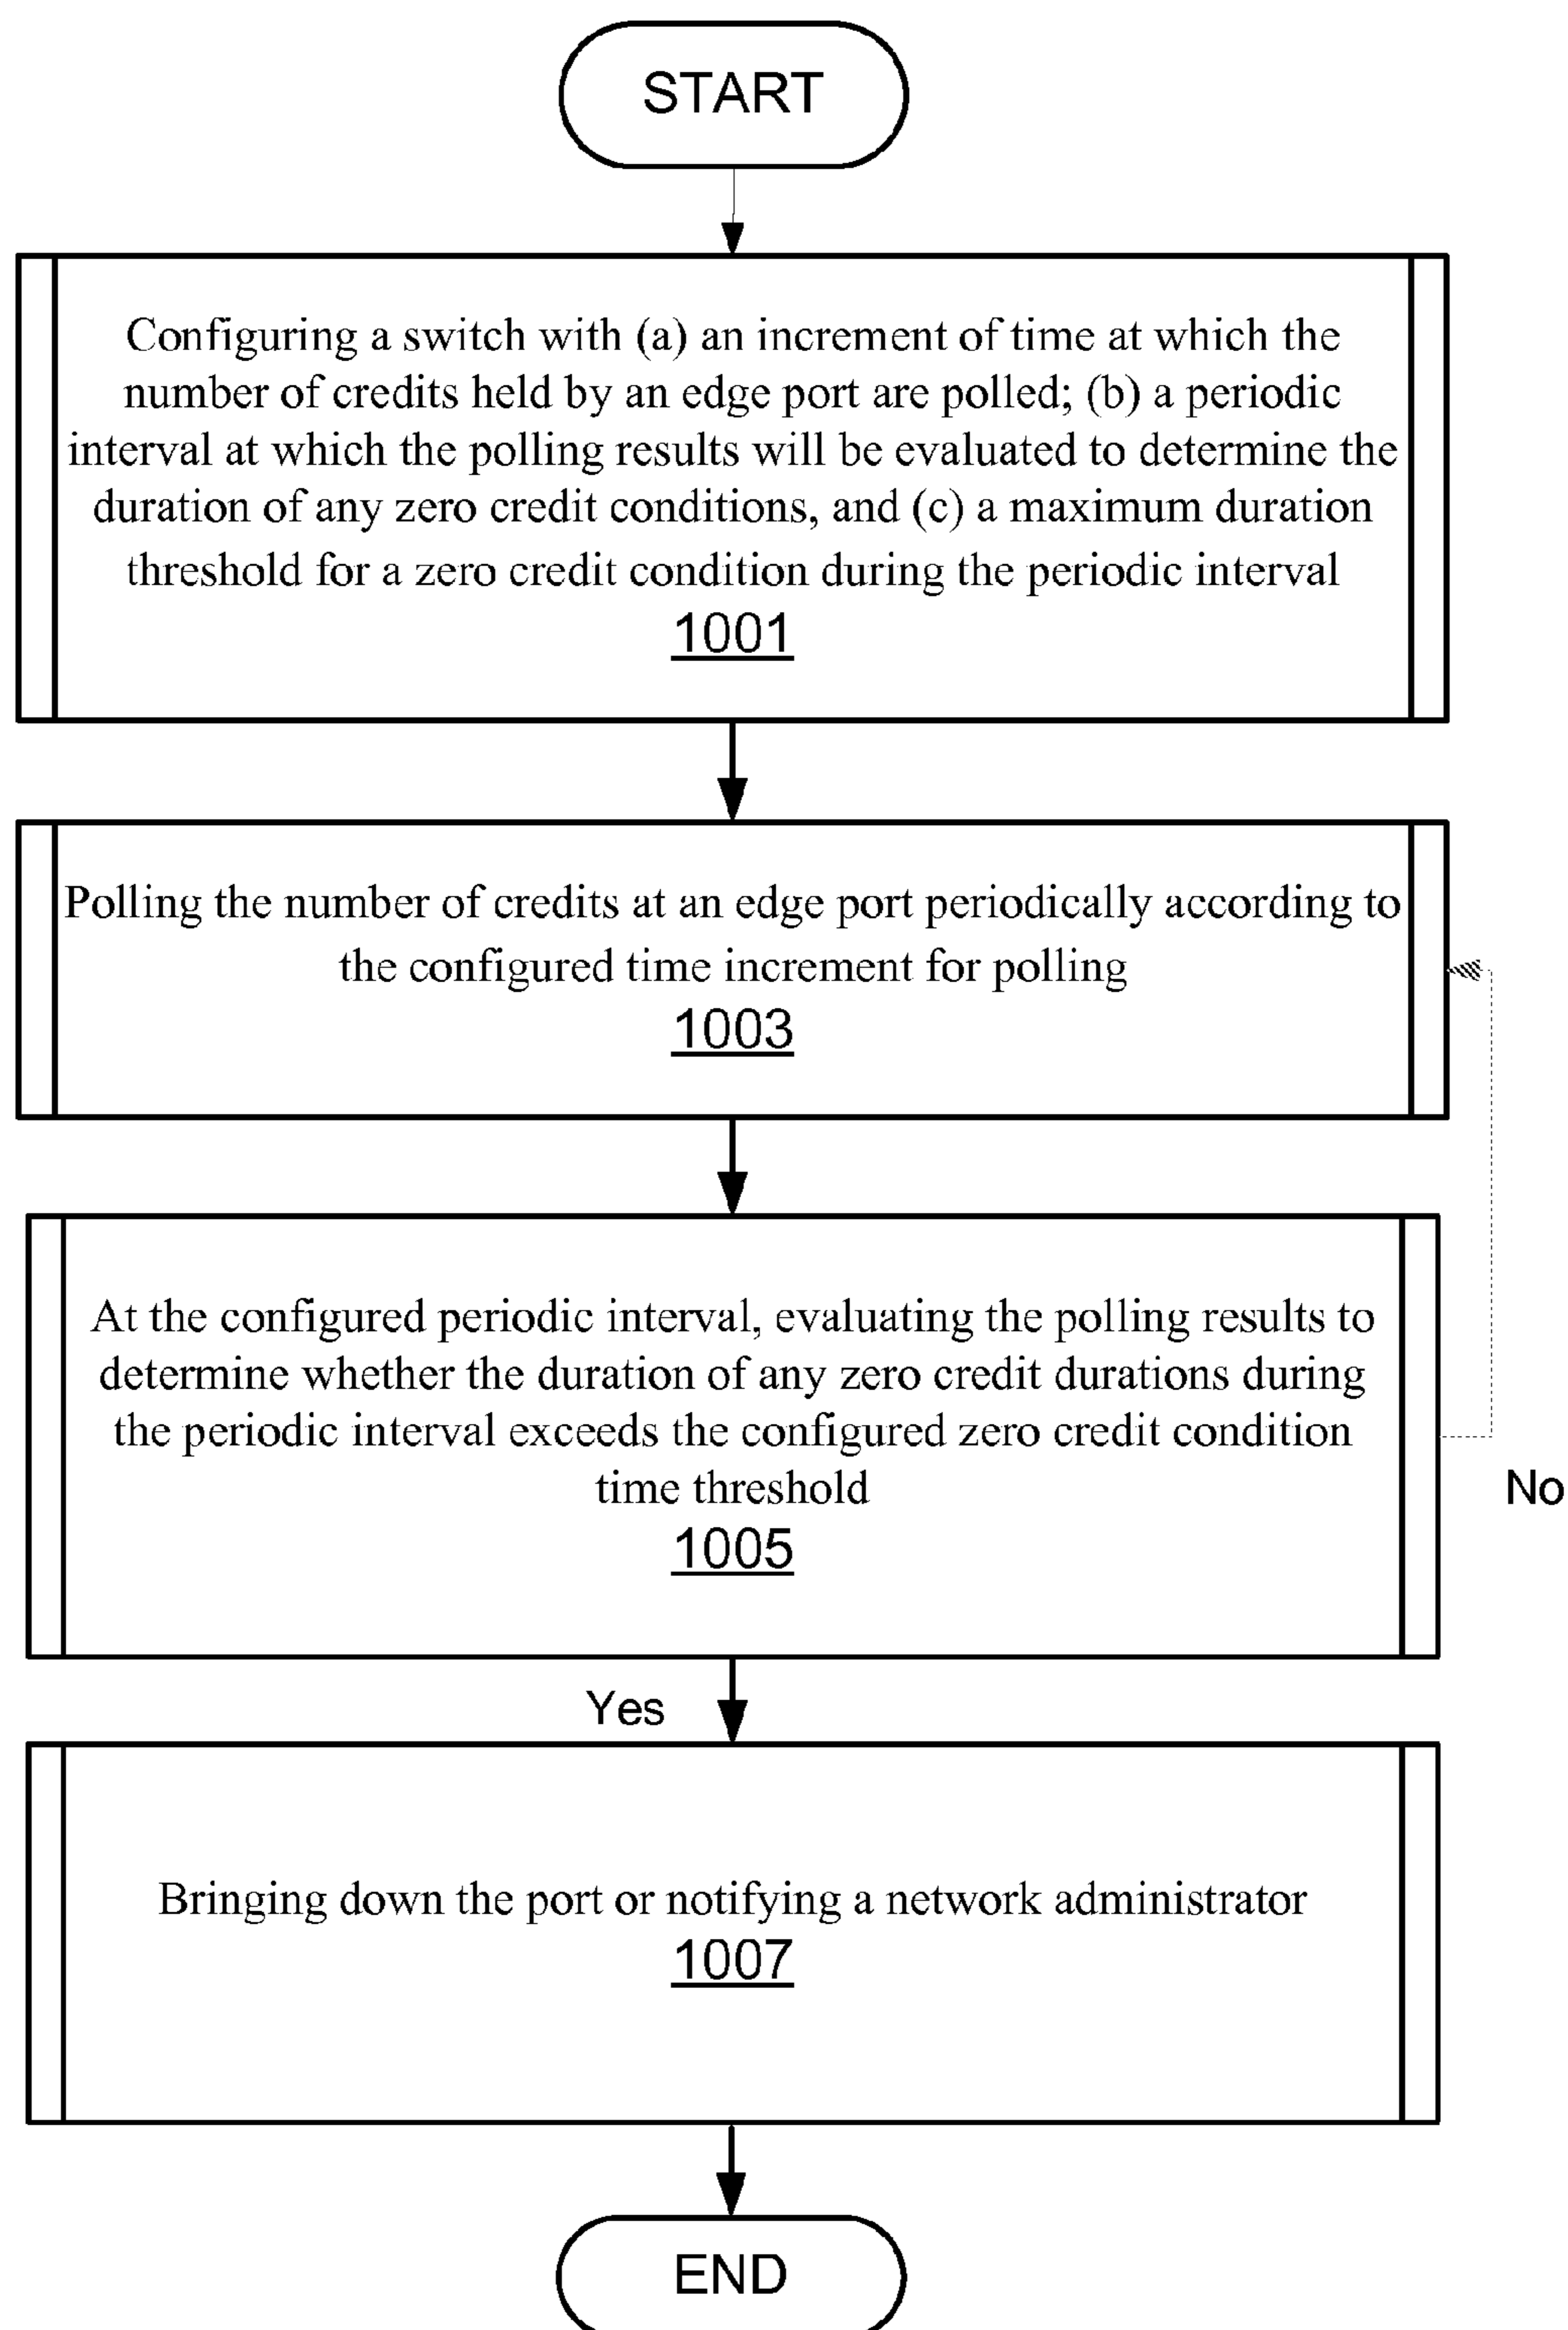 START
Configuring a switch with (a) an increment of time at which the
number of credits held by an edge port are polled; (b) a periodic
interval at which the polling results will be evaluated to determine the
duration of any zero credit conditions, and (c) a maximum duration
threshold for a zero credit condition during the periodic interval
1001
Polling the number of credits at an edge port periodically according to
the configured time increment for polling
1003
At the configured periodic interval, evaluating the polling results to
determine whether the duration of any zero credit durations during
the periodic interval exceeds the configured zero credit condition
time threshold
1005
No
Yes
Bringing down the port or notifying a network administrator
1007
END